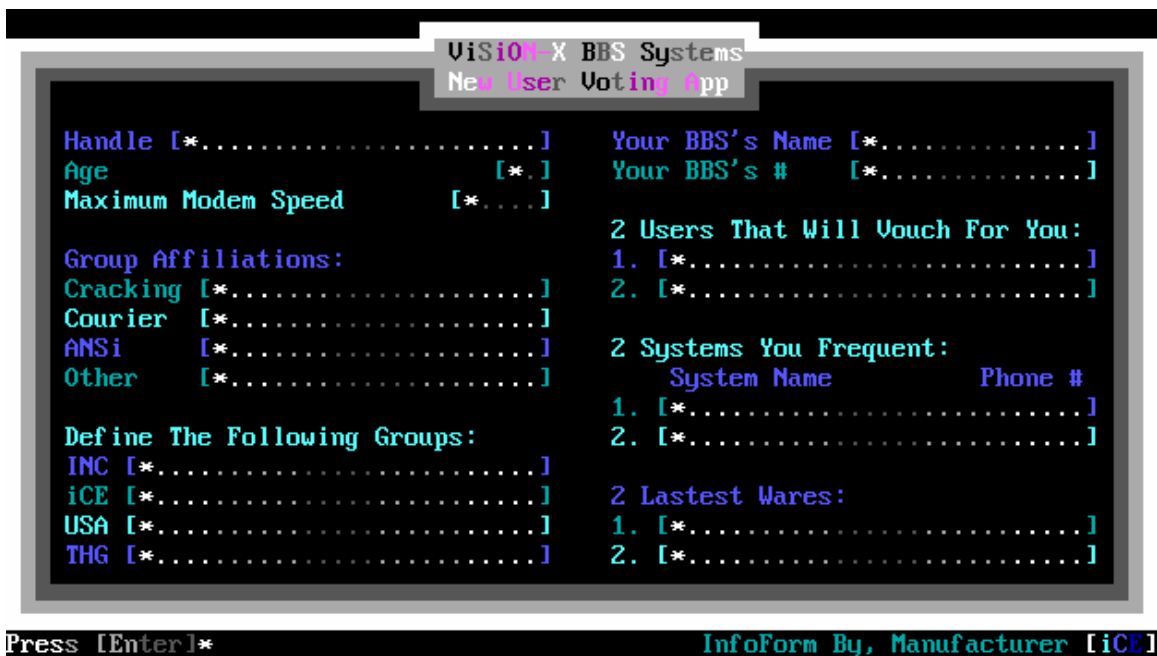 ViSiON-X BBS Systems
New User Voting App
Handle [*.......................]
Age [*.]
Maximum Modem Speed [*....]
Group Affiliations:
Cracking [*.....................]
Courier [*.....................]
ANSi [*.....................]
Other [*.....................]
Define The Following Groups:
INC [*..........................]
iCE [*..........................]
USA [*..........................]
THG [*..........................]
Your BBS's Name [*..............]
Your BBS's # [*..............]
2 Users That Will Vouch For You:
1. [*...........................]
2. [*...........................]
2 Systems You Frequent:
System Name Phone #
1. [*...........................]
2. [*...........................]
2 Lastest Wares:
1. [*...........................]
2. [*...........................]
Press [Enter]*
InfoForm By, Manufacturer [iCE]